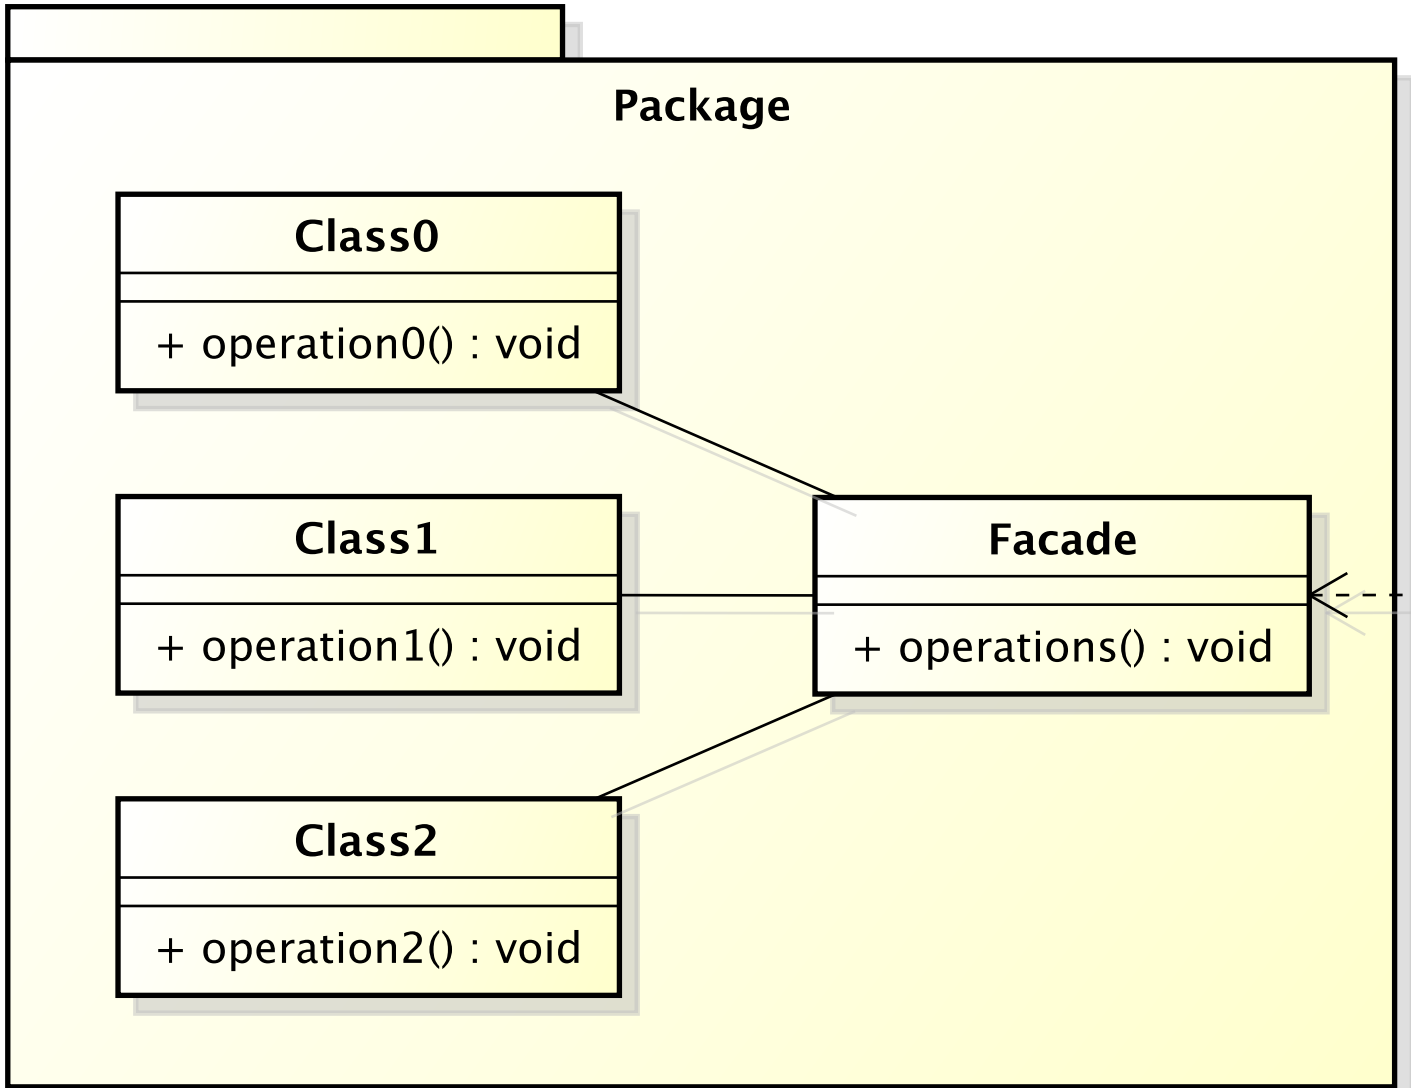 Package
Class0
+ operation0() : void
Class1
+ operation1() : void
Facade
+ operations() : void
Class2
+ operation2() : void